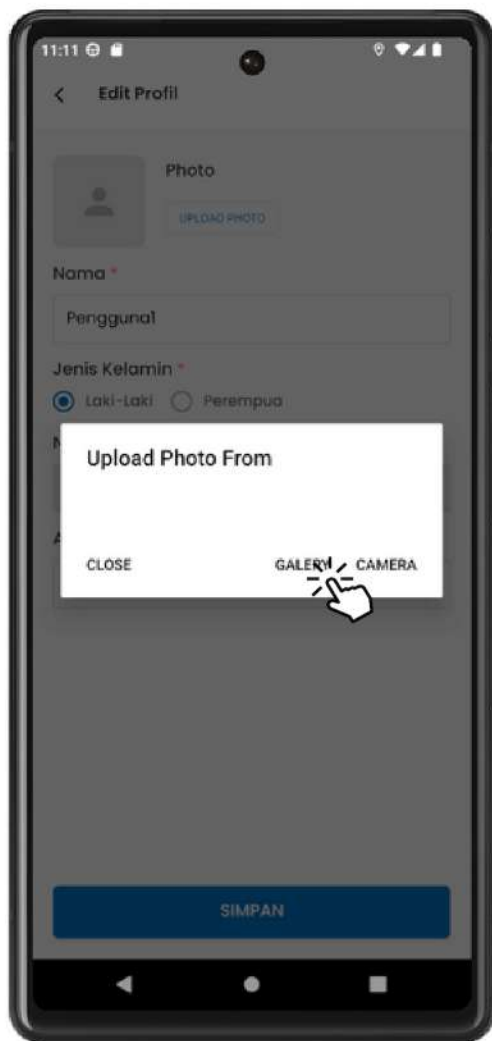 11:11
Edit Profil
Photo
UPLOAD PHOTO
Nama *
Pengguna1
Jenis Kelamin *
Laki-Laki Perempua
N
Upload Photo From
A
CLOSE GALERY CAMERA
SIMPAN